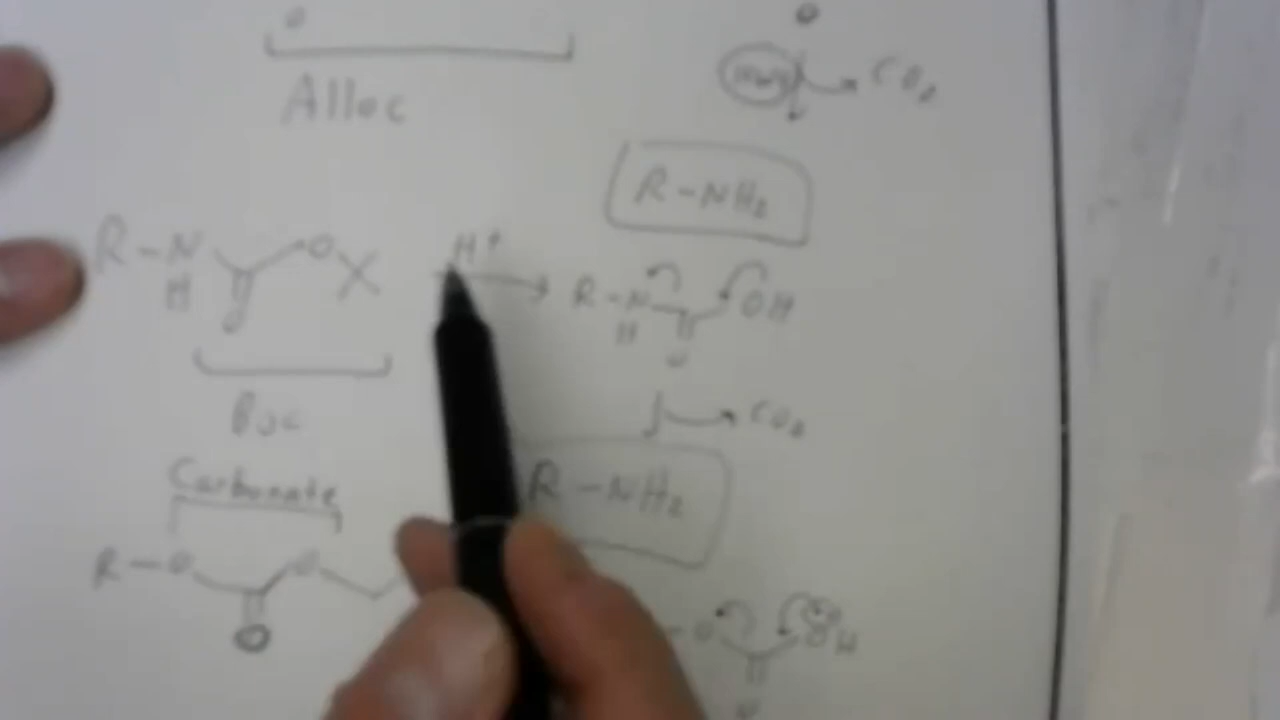 O O
CO2
Alloc
R-NH2
R-N O H+
H O
R-N OH
H O
Boc CO2
Carbonate R-NH2
R-O O
O
O OH
O